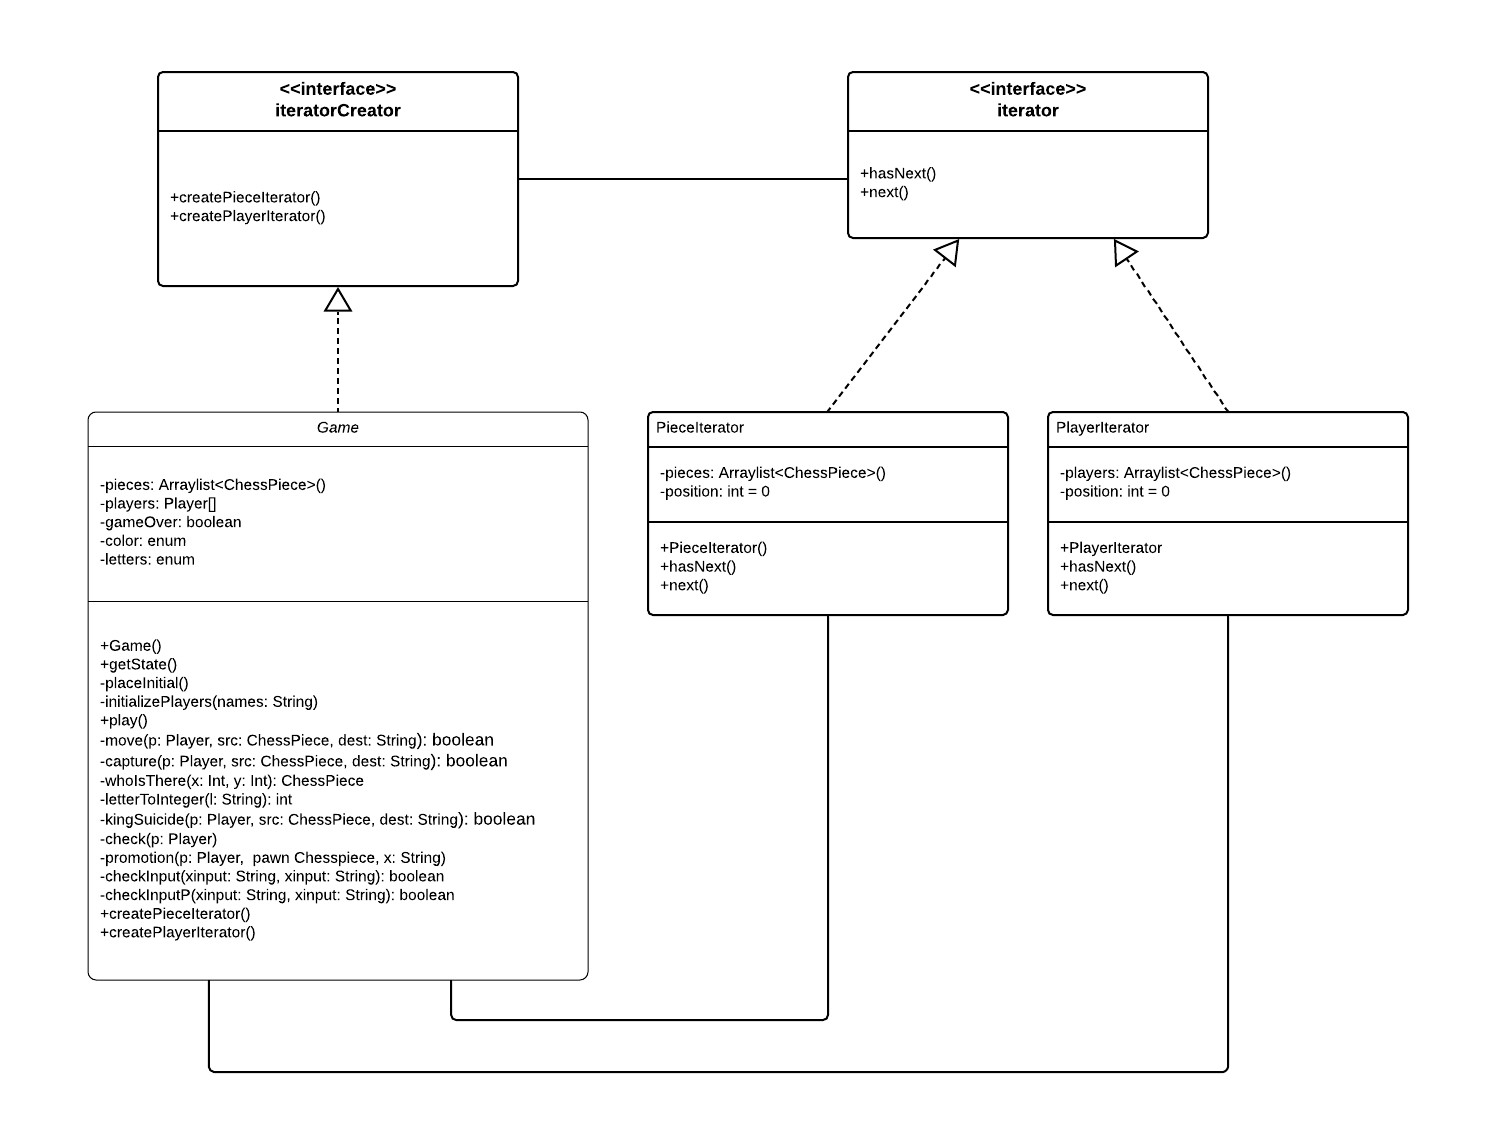 <<interface>>
iteratorCreator
+createPieceIterator()
+createPlayerIterator()
<<interface>>
iterator
+hasNext()
+next()
Game
-pieces: Arraylist<ChessPiece>()
-players: Player[]
-gameOver: boolean
-color: enum
-letters: enum
+Game()
+getState()
-placeInitial()
-initializePlayers(names: String)
+play()
-move(p: Player, src: ChessPiece, dest: String): boolean
-capture(p: Player, src: ChessPiece, dest: String): boolean
-whoIsThere(x: Int, y: Int): ChessPiece
-letterToInteger(l: String): int
-kingSuicide(p: Player, src: ChessPiece, dest: String): boolean
-check(p: Player)
-promotion(p: Player,  pawn Chesspiece, x: String)
-checkInput(xinput: String, xinput: String): boolean
-checkInputP(xinput: String, xinput: String): boolean
+createPieceIterator()
+createPlayerIterator()
PieceIterator
-pieces: Arraylist<ChessPiece>()
-position: int = 0
+PieceIterator()
+hasNext()
+next()
PlayerIterator
-players: Arraylist<ChessPiece>()
-position: int = 0
+PlayerIterator
+hasNext()
+next()